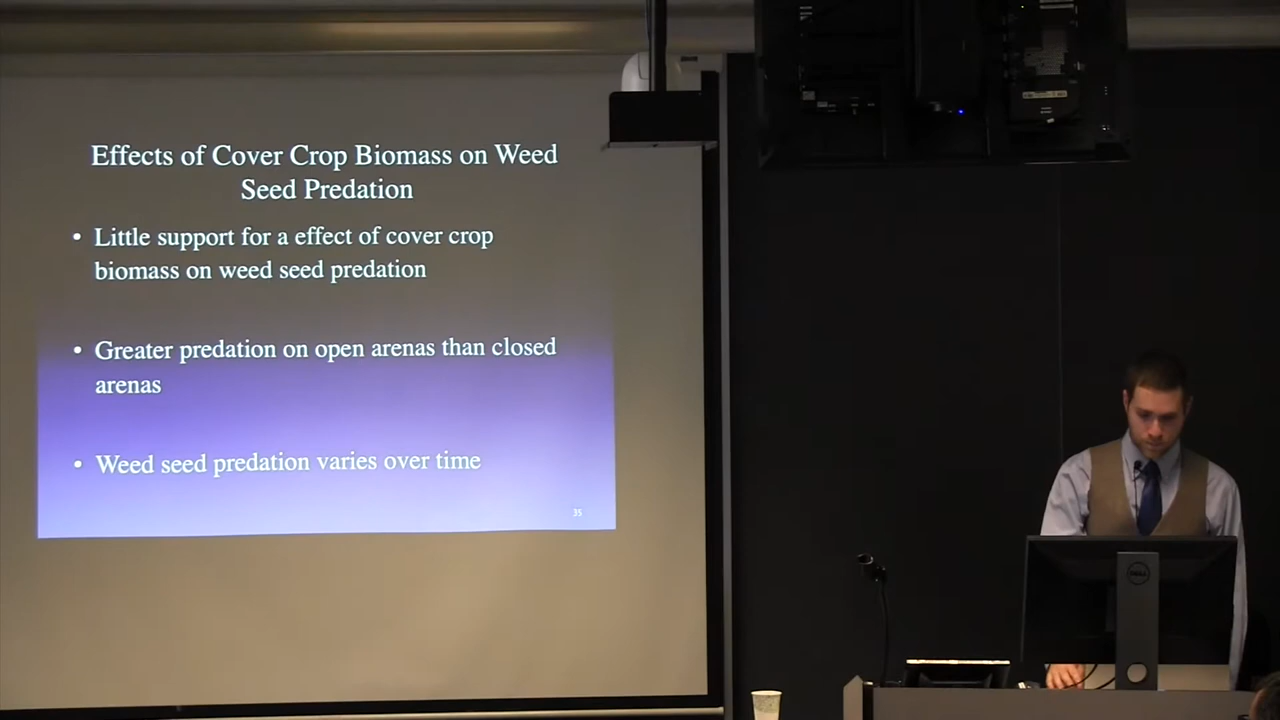 Effects of Cover Crop Biomass on Weed
Seed Predation
• Little support for a effect of cover crop
biomass on weed seed predation
• Greater predation on open arenas than closed
arenas
• Weed seed predation varies over time
35
DELL